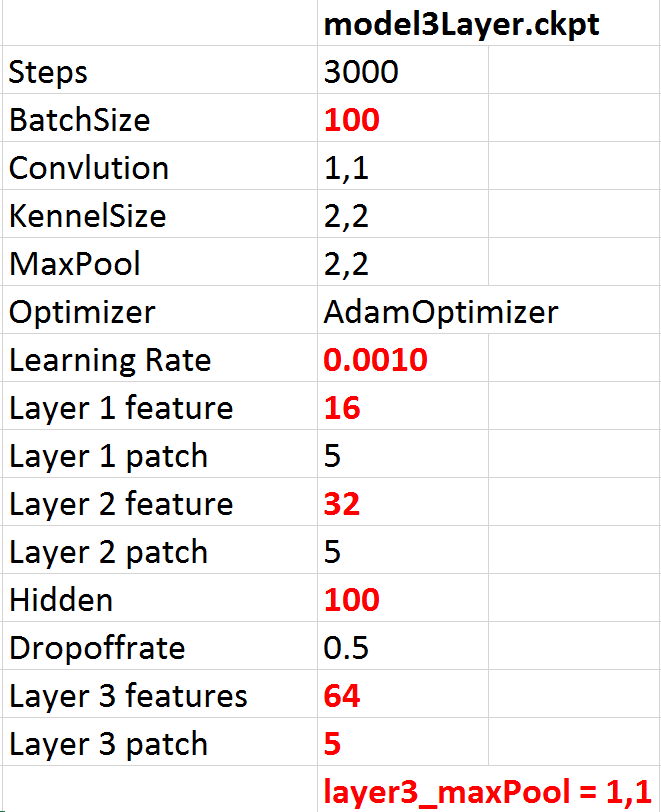 model3Layer.ckpt
Steps 3000
BatchSize 100
Convlution 1,1
KennelSize 2,2
MaxPool 2,2
Optimizer AdamOptimizer
Learning Rate 0.0010
Layer 1 feature 16
Layer 1 patch 5
Layer 2 feature 32
Layer 2 patch 5
Hidden 100
Dropoffrate 0.5
Layer 3 features 64
Layer 3 patch 5
layer3_maxPool = 1,1